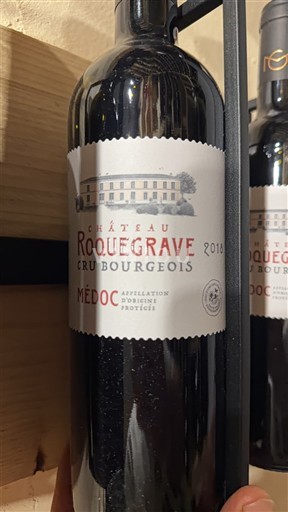 CHÂTEAU
ROQUEGRAVE 2018
CRU BOURGEOIS
MÉDOC
APPELLATION
D'ORIGINE
PROTÉGÉE